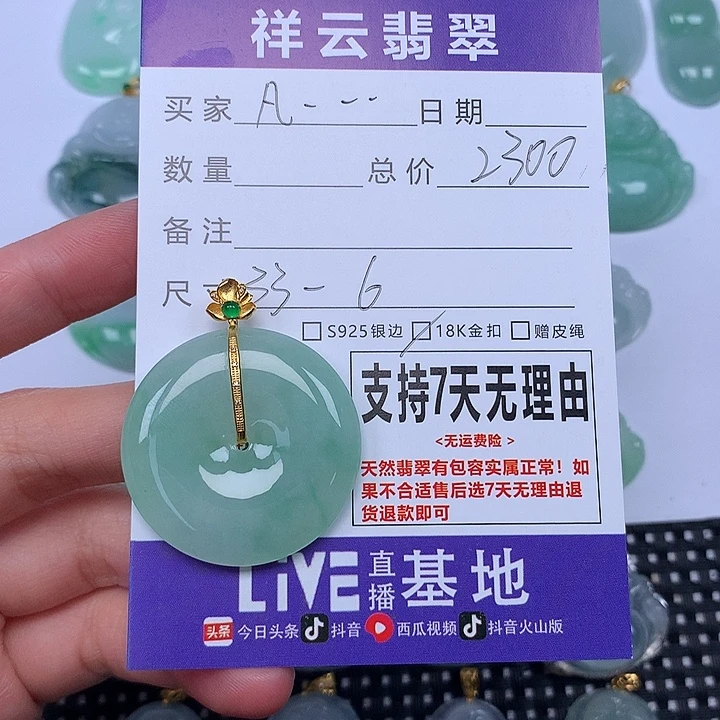 祥云翡翠
买家 A--- 日期
数量 总价 2300
备注
尺 33-6
S925银边 18K金扣 赠皮绳
支持7天无理由
<无运费险>
天然翡翠有包容实属正常！如
果不合适售后选7天无理由退
货退款即可
LiVE直播基地
头条 今日头条 抖音 西瓜视频 抖音火山版